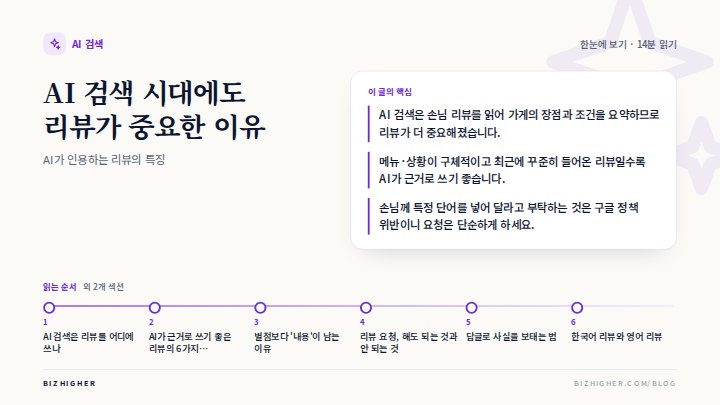 AI 검색
한눈에 보기 · 14분 읽기
AI 검색 시대에도
리뷰가 중요한 이유
AI가 인용하는 리뷰의 특징
이 글의 핵심
AI 검색은 손님 리뷰를 읽어 가게의 장점과 조건을 요약하므로
리뷰가 더 중요해졌습니다.
메뉴·상황이 구체적이고 최근에 꾸준히 들어온 리뷰일수록
AI가 근거로 쓰기 좋습니다.
손님께 특정 단어를 넣어 달라고 부탁하는 것은 구글 정책
위반이니 요청은 단순하게 하세요.
읽는 순서 외 2개 섹션
1
AI 검색은 리뷰를 어디에
쓰나
2
AI가 근거로 쓰기 좋은
리뷰의 6가지…
3
별점보다 '내용'이 남는
이유
4
리뷰 요청, 해도 되는 것과
안 되는 것
5
답글로 사실을 보태는 법
6
한국어 리뷰와 영어 리뷰
BIZHIGHER
BIZHIGHER.COM/BLOG